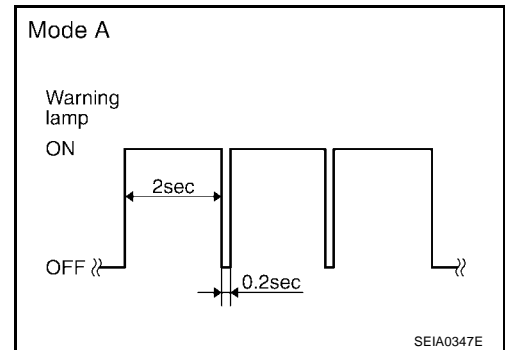 Mode A
Warning
lamp
ON
2sec
OFF
0.2sec
SEIA0347E